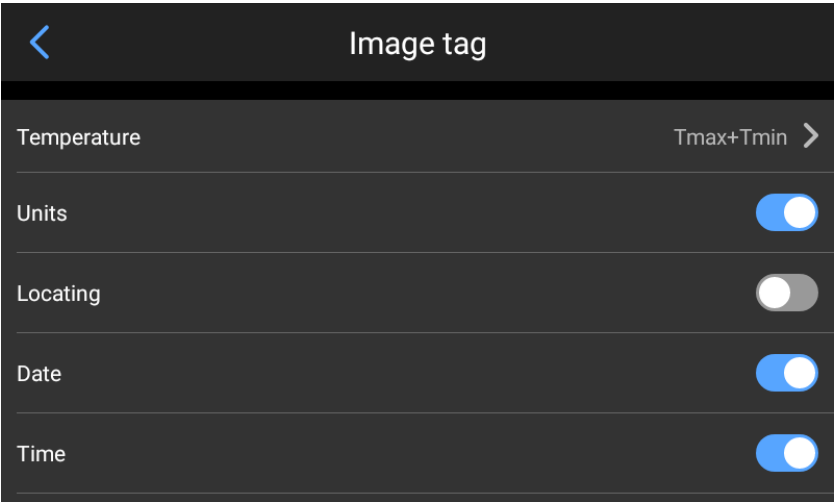 Image tag
Temperature Tmax+Tmin
Units
Locating
Date
Time